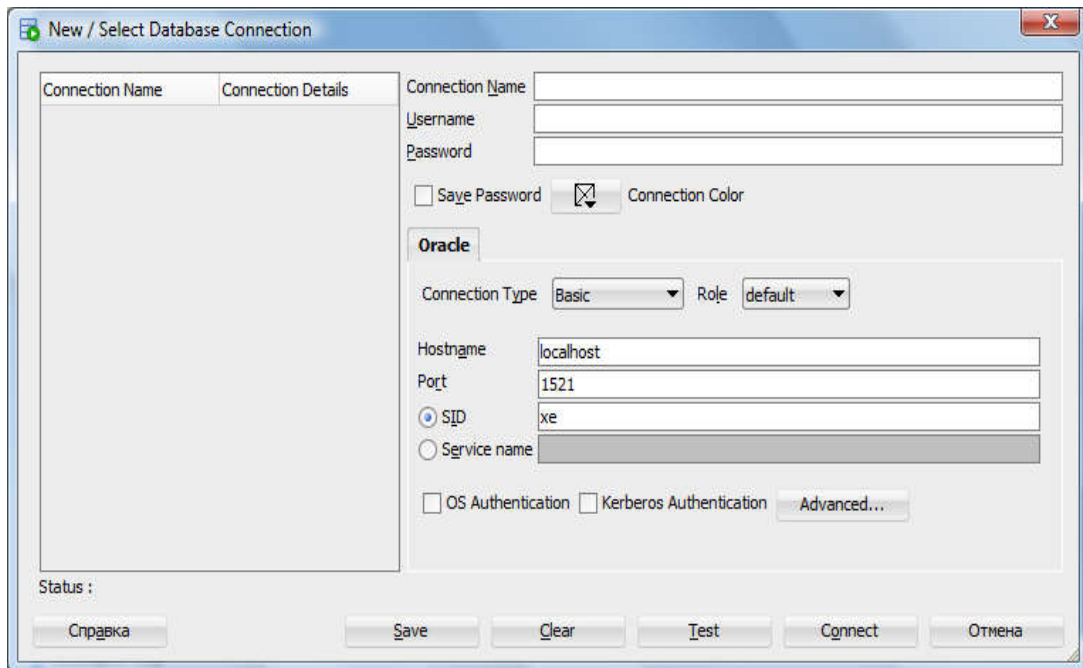 New / Select Database Connection
Connection Name Connection Details
Connection Name
Username
Password
Save Password Connection Color
Oracle
Connection Type Basic Role default
Hostname localhost
Port 1521
SID xe
Service name
OS Authentication Kerberos Authentication Advanced...
Status :
Справка Save Clear Test Connect Отмена